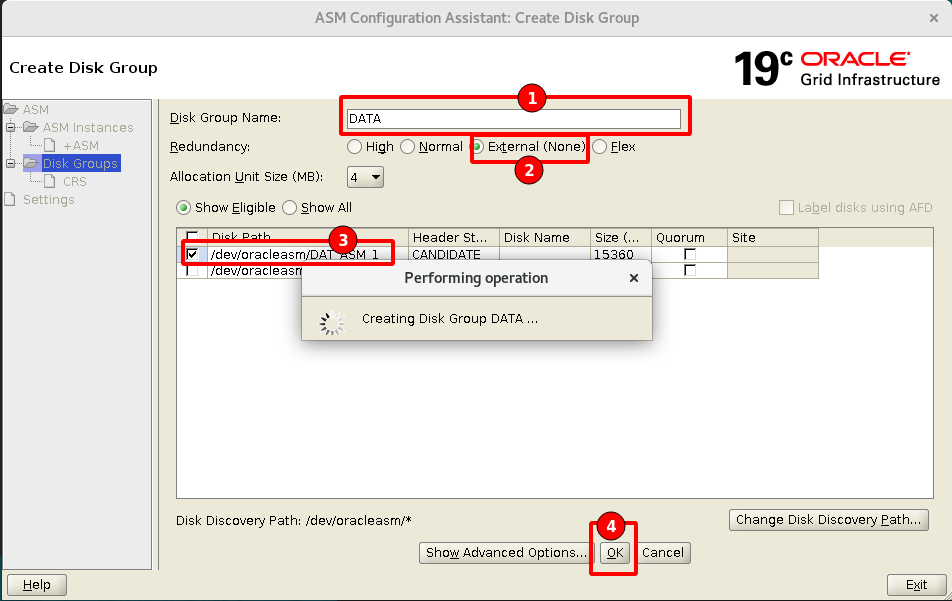 ASM Configuration Assistant: Create Disk Group
Create Disk Group
19c ORACLE
Grid Infrastructure
ASM
ASM Instances
+ASM
Disk Groups
CRS
Settings
1
Disk Group Name: DATA
Redundancy: High Normal External (None) Flex
2
Allocation Unit Size (MB): 4
Show Eligible Show All Label disks using AFD
3
Disk Path Header St... Disk Name Size (... Quorum Site
/dev/oracleasm/DAT_ASM_1 CANDIDATE 15360
/dev/oracleasm
Performing operation
Creating Disk Group DATA ...
Disk Discovery Path: /dev/oracleasm/* Change Disk Discovery Path...
4
Show Advanced Options... OK Cancel
Help Exit